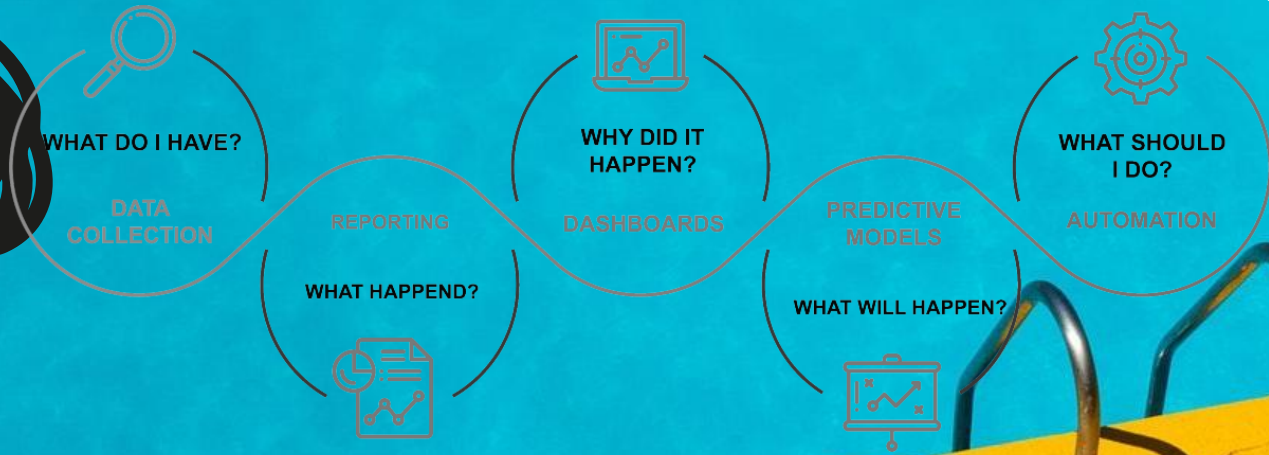 WHAT DO I HAVE?
DATA
COLLECTION
REPORTING
WHAT HAPPEND?
WHY DID IT
HAPPEN?
DASHBOARDS
PREDICTIVE
MODELS
WHAT WILL HAPPEN?
WHAT SHOULD
I DO?
AUTOMATION